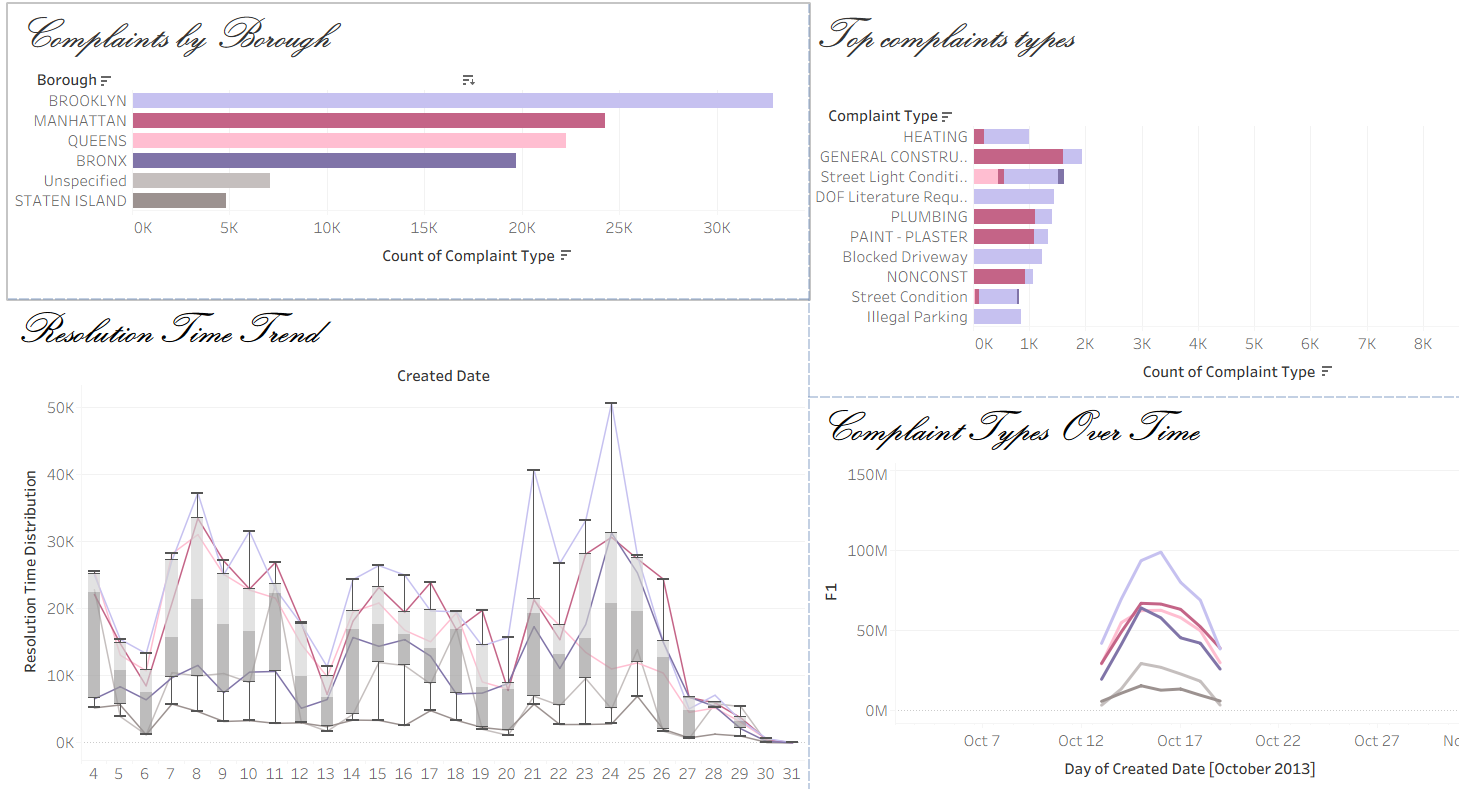 Complaints by Borough
Borough
BROOKLYN
MANHATTAN
QUEENS
BRONX
Unspecified
STATEN ISLAND
0K 5K 10K 15K 20K 25K 30K
Count of Complaint Type
Top complaints types
Complaint Type
HEATING
GENERAL CONSTRU..
Street Light Conditi..
DOF Literature Requ..
PLUMBING
PAINT - PLASTER
Blocked Driveway
NONCONST
Street Condition
Illegal Parking
0K 1K 2K 3K 4K 5K 6K 7K 8K
Count of Complaint Type
Resolution Time Trend
Created Date
Resolution Time Distribution
50K
40K
30K
20K
10K
0K
4 5 6 7 8 9 10 11 12 13 14 15 16 17 18 19 20 21 22 23 24 25 26 27 28 29 30 31
Complaint Types Over Time
F1
150M
100M
50M
0M
Oct 7 Oct 12 Oct 17 Oct 22 Oct 27 No
Day of Created Date [October 2013]